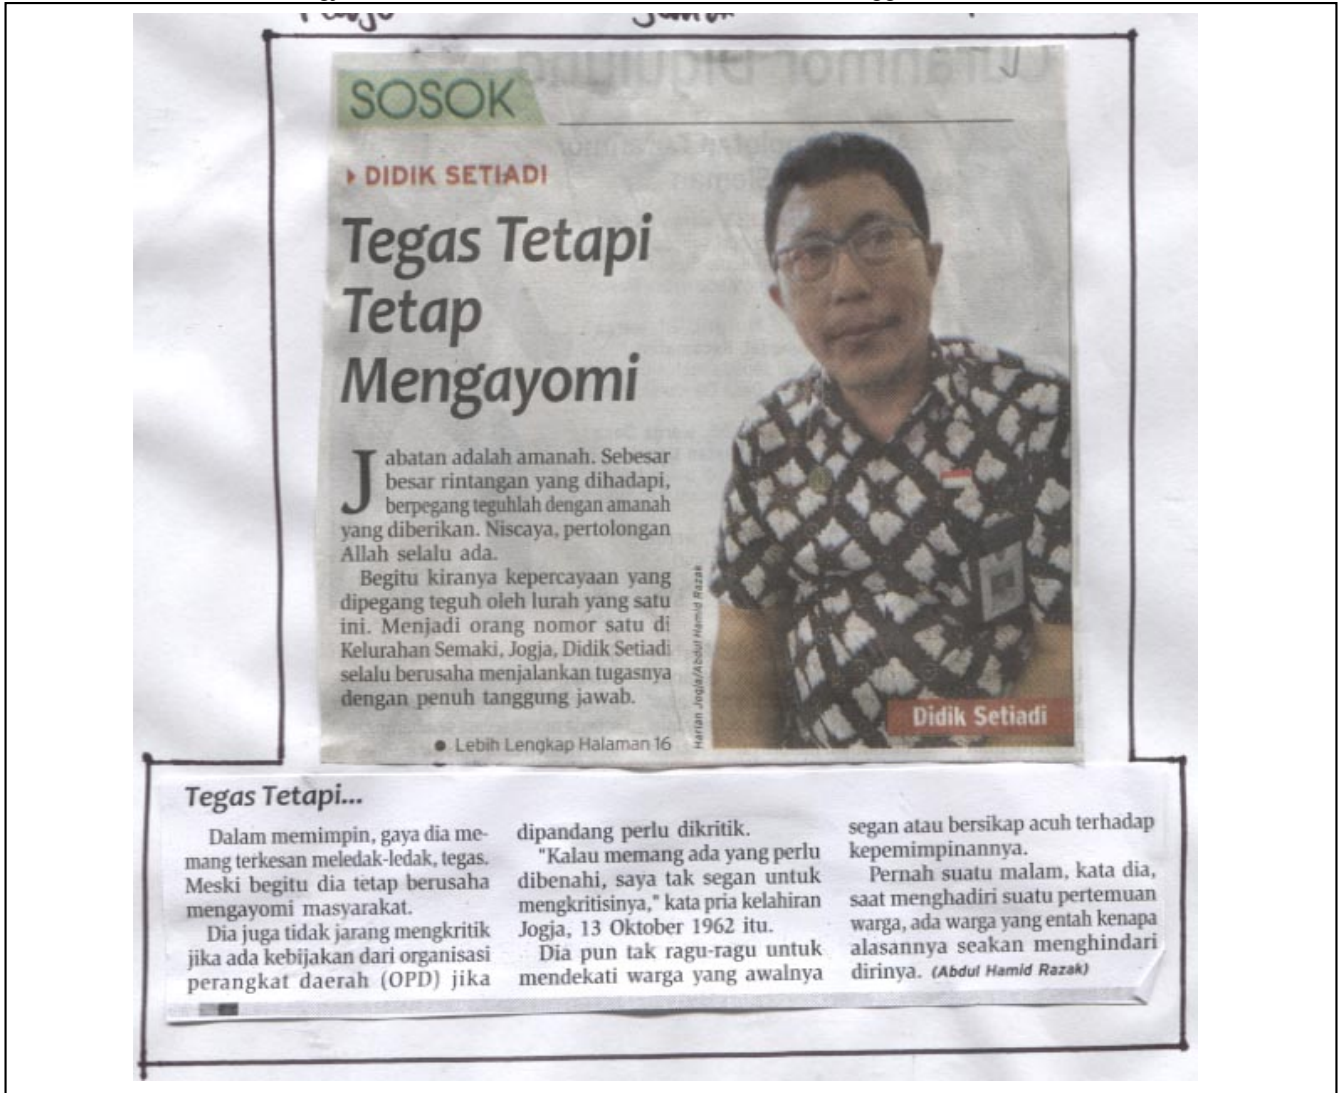 SOSOK
DIDIK SETIADI
Tegas Tetapi
Tetap
Mengayomi
Jabatan adalah amanah. Sebesar
besar rintangan yang dihadapi,
berpegang teguhlah dengan amanah
yang diberikan. Niscaya, pertolongan
Allah selalu ada.
Begitu kiranya kepercayaan yang
dipegang teguh oleh lurah yang satu
ini. Menjadi orang nomor satu di
Kelurahan Semaki, Jogja, Didik Setiadi
selalu berusaha menjalankan tugasnya
dengan penuh tanggung jawab.
● Lebih Lengkap Halaman 16
Harian Jogja/Abdul Hamid Razak
Didik Setiadi
Tegas Tetapi...
Dalam memimpin, gaya dia me-
mang terkesan meledak-ledak, tegas.
Meski begitu dia tetap berusaha
mengayomi masyarakat.
Dia juga tidak jarang mengkritik
jika ada kebijakan dari organisasi
perangkat daerah (OPD) jika
dipandang perlu dikritik.
"Kalau memang ada yang perlu
dibenahi, saya tak segan untuk
mengkritisinya," kata pria kelahiran
Jogja, 13 Oktober 1962 itu.
Dia pun tak ragu-ragu untuk
mendekati warga yang awalnya
segan atau bersikap acuh terhadap
kepemimpinannya.
Pernah suatu malam, kata dia,
saat menghadiri suatu pertemuan
warga, ada warga yang entah kenapa
alasannya seakan menghindari
dirinya. (Abdul Hamid Razak)